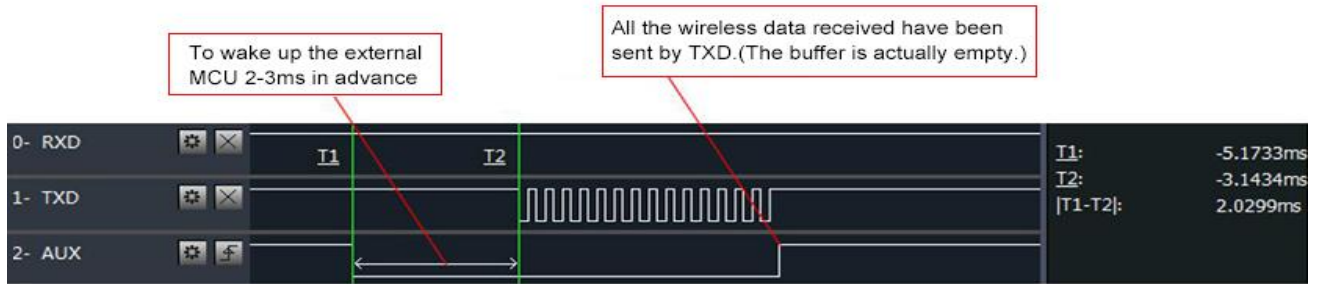 To wake up the external
MCU 2-3ms in advance
All the wireless data received have been
sent by TXD.(The buffer is actually empty.)
0- RXD
T1
T2
1- TXD
2- AUX
T1: -5.1733ms
T2: -3.1434ms
|T1-T2|: 2.0299ms